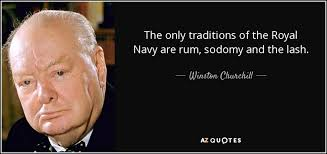 The only traditions of the Royal
Navy are rum, sodomy and the lash.
Winston Churchill
AZ QUOTES